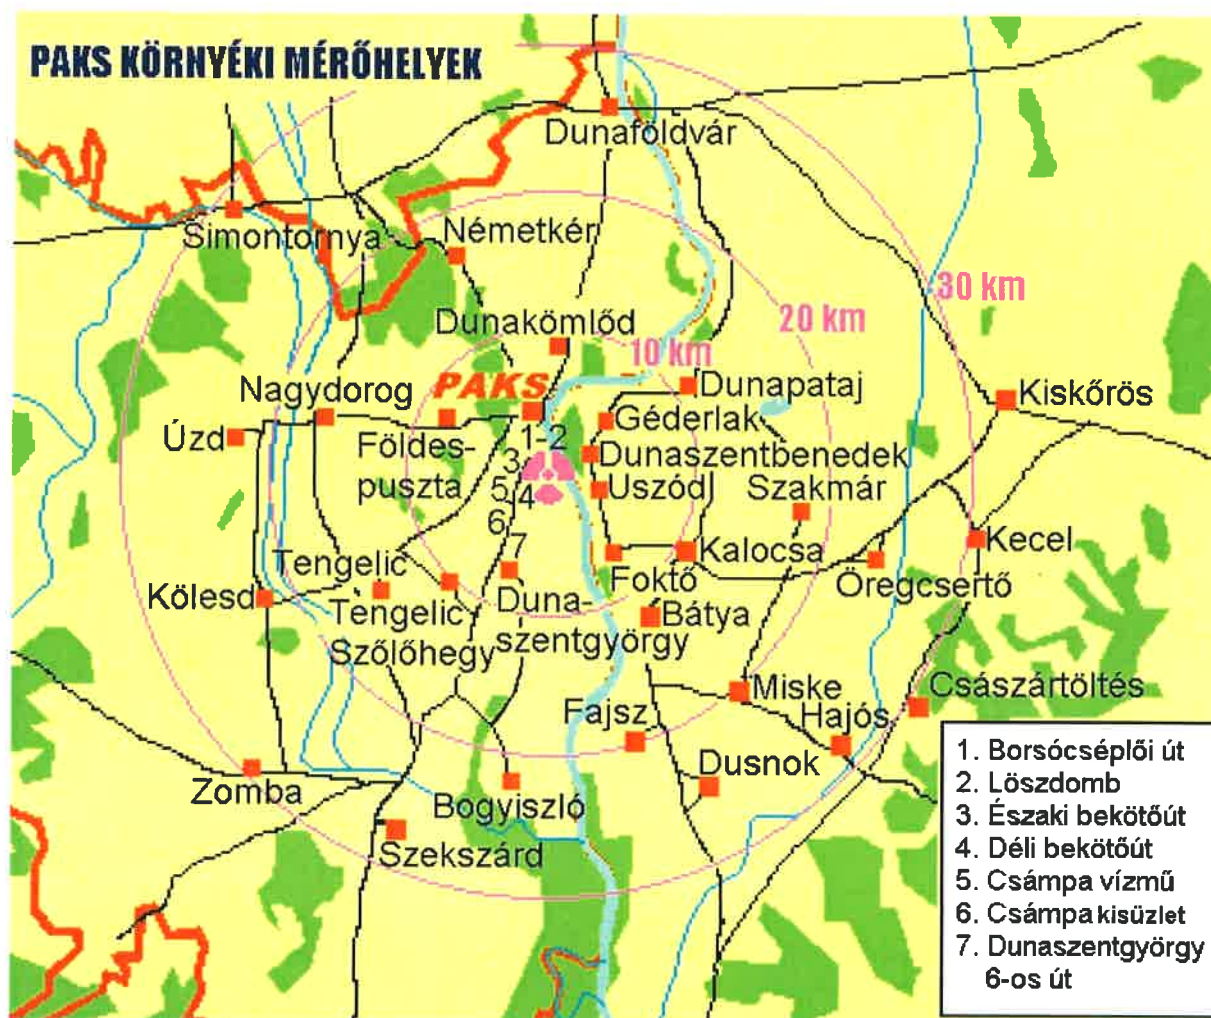 PAKS KÖRNYÉKI MÉRŐHELYEK
Dunaföldvár
Simontornya
Németkér
30 km
20 km
Dunakömlőd
10 km
PAKS
Dunapataj
Nagydorog
Kiskőrös
Géderlak
Úzd
Földes-
puszta
1-2
3
5
4
6
7
Dunaszentbenedek
Uszód
Szakmár
Kecel
Kalocsa
Foktő
Öregcsertő
Tengelic
Kölesd
Tengelic
Szőlőhegy
Duna-
szentgyörgy
Bátya
Miske
Császártöltés
Fajsz
Hajós
Dusnok
Zomba
Bogyiszló
Szekszárd
1. Borsócséplői út
2. Löszdomb
3. Északi bekötőút
4. Déli bekötőút
5. Csámpa vízmű
6. Csámpa kisüzlet
7. Dunaszentgyörgy
6-os út